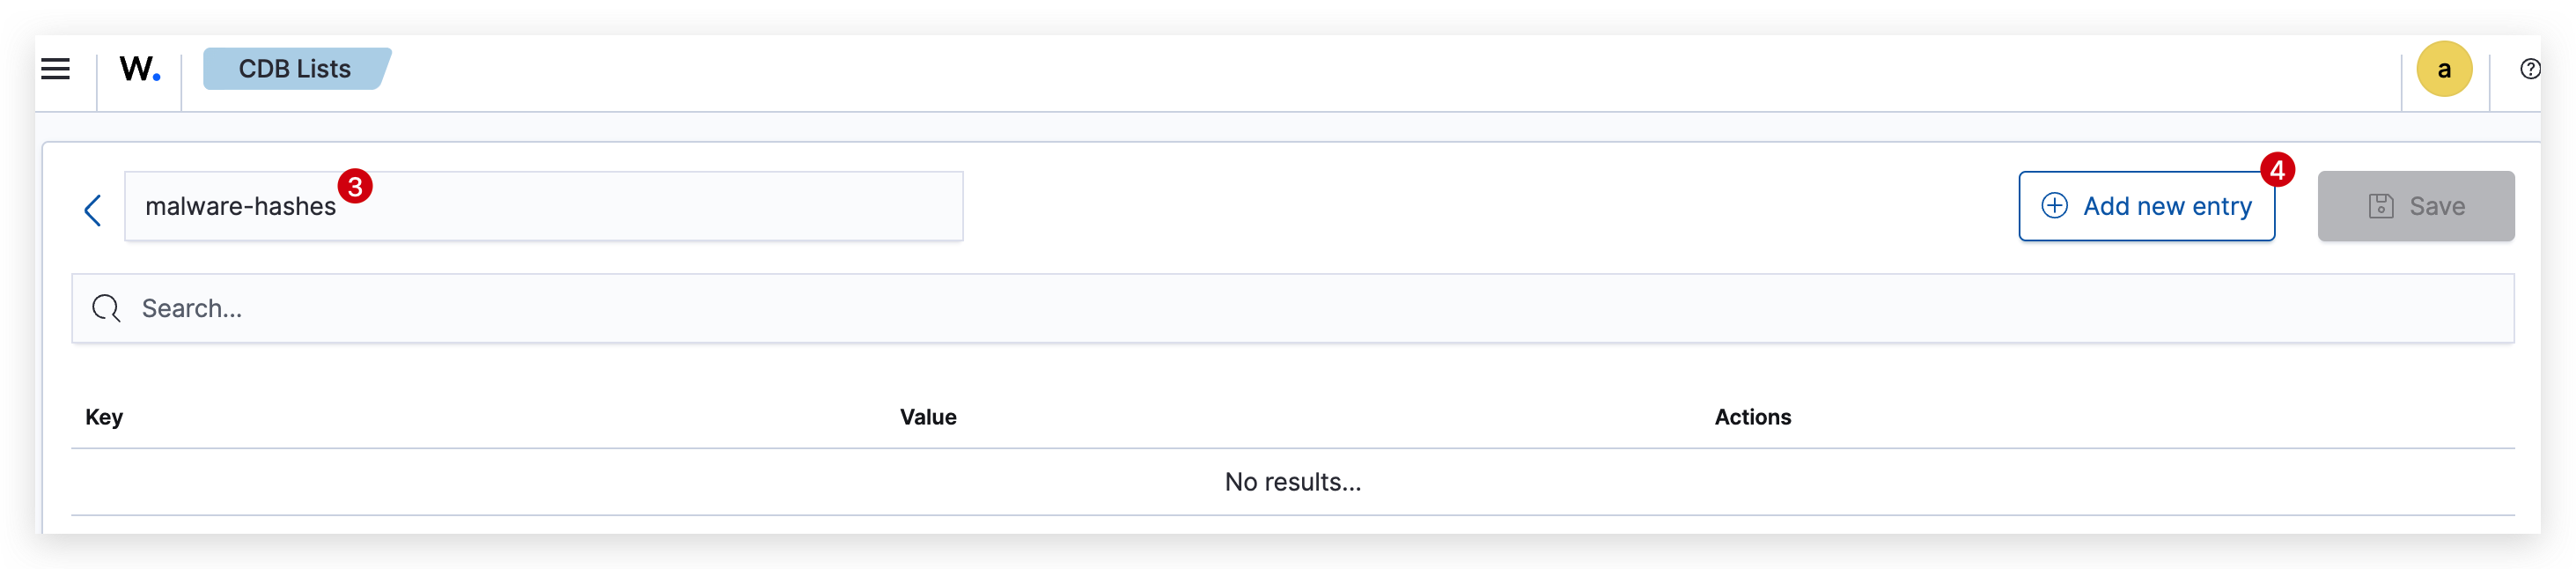 W. CDB Lists a ?
malware-hashes 3 Add new entry 4 Save
Search...
Key Value Actions
No results...